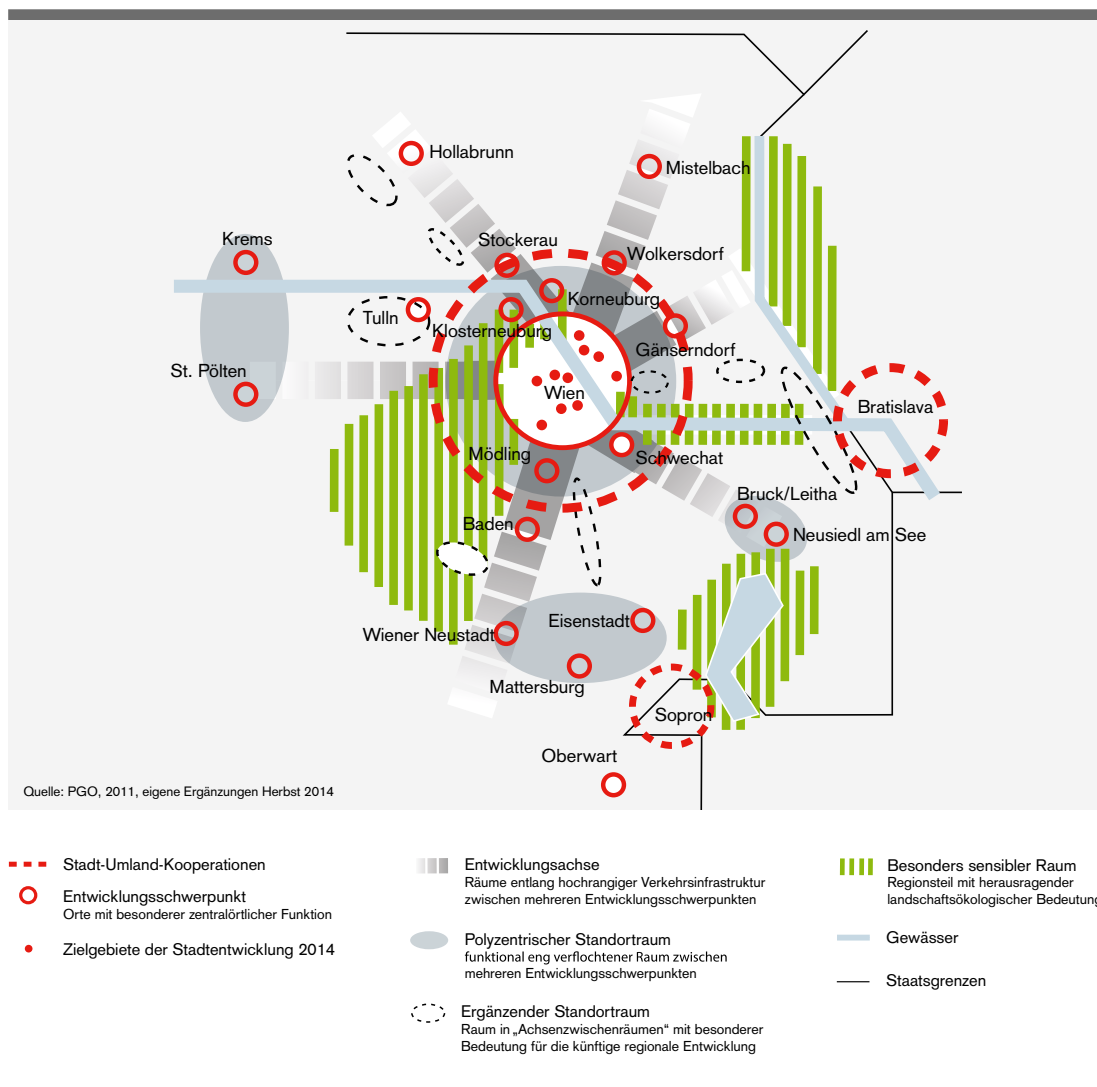 Hollabrunn
Mistelbach
Krems
Stockerau
Wolkersdorf
Korneuburg
Tulln
Klosterneuburg
Gänserndorf
St. Pölten
Wien
Bratislava
Mödling
Schwechat
Bruck/Leitha
Baden
Neusiedl am See
Eisenstadt
Wiener Neustadt
Mattersburg
Sopron
Oberwart
Quelle: PGO, 2011, eigene Ergänzungen Herbst 2014
Stadt-Umland-Kooperationen
Entwicklungsschwerpunkt
Orte mit besonderer zentralörtlicher Funktion
Zielgebiete der Stadtentwicklung 2014
Entwicklungsachse
Räume entlang hochrangiger Verkehrsinfrastruktur
zwischen mehreren Entwicklungsschwerpunkten
Polyzentrischer Standortraum
funktional eng verflochtener Raum zwischen
mehreren Entwicklungsschwerpunkten
Ergänzender Standortraum
Raum in „Achsenzwischenräumen“ mit besonderer
Bedeutung für die künftige regionale Entwicklung
Besonders sensibler Raum
Regionsteil mit herausragender
landschaftsökologischer Bedeutung
Gewässer
Staatsgrenzen